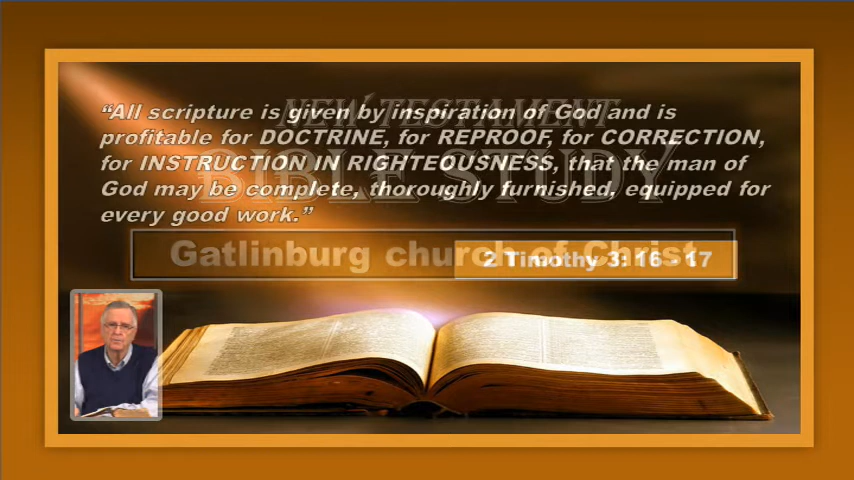 “All scripture is given by inspiration of God and is
profitable for DOCTRINE, for REPROOF, for CORRECTION,
for INSTRUCTION IN RIGHTEOUSNESS, that the man of
God may be complete, thoroughly furnished, equipped for
every good work.”
NEW TESTAMENT
BIBLE STUDY
Gatlinburg church of Christ
2 Timothy 3: 16 - 17